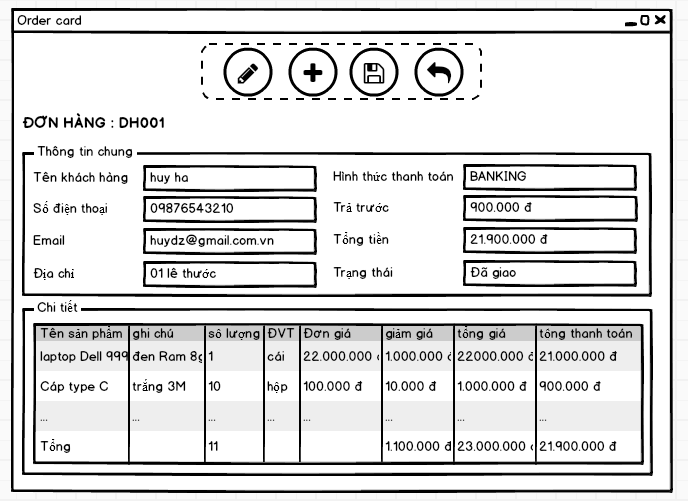 Order card
ĐƠN HÀNG : DH001
Thông tin chung
Tên khách hàng huy ha Hình thức thanh toán BANKING
Số điện thoại 09876543210 Trả trước 900.000 đ
Email huydz@gmail.com.vn Tổng tiền 21.900.000 đ
Địa chỉ 01 lê thước Trạng thái Đã giao
Chi tiết
Tên sản phẩm ghi chú số lượng ĐVT Đơn giá giảm giá tổng giá tông thanh toán
laptop Dell 999 đen Ram 8g 1 cái 22.000.000 1.000.000 đ 22000.000 21.000.000 đ
Cáp type C trắng 3M 10 hộp 100.000 đ 10.000 đ 1.000.000 đ 900.000 đ
... ... ... ... ... ... ... ...
Tổng 11 1.100.000 đ 23.000.000 21.900.000 đ